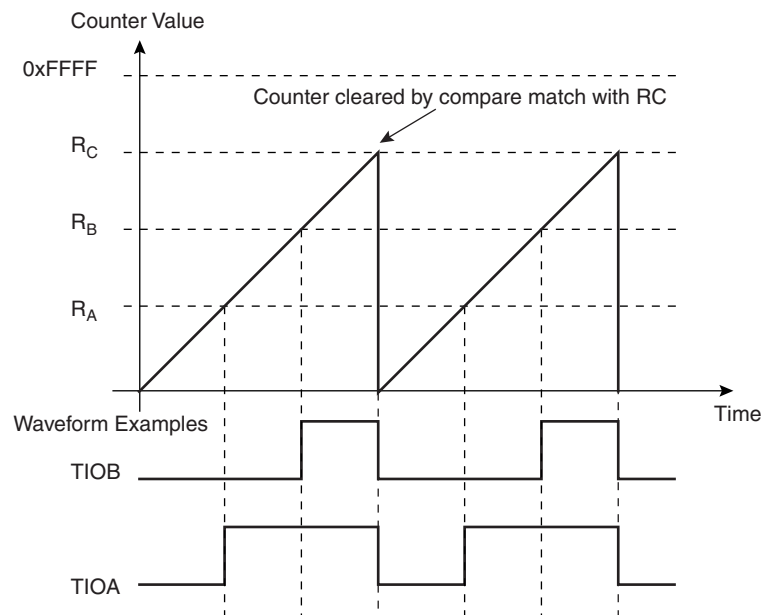 Counter Value
0xFFFF
Counter cleared by compare match with RC
RC
RB
RA
Time
Waveform Examples
TIOB
TIOA